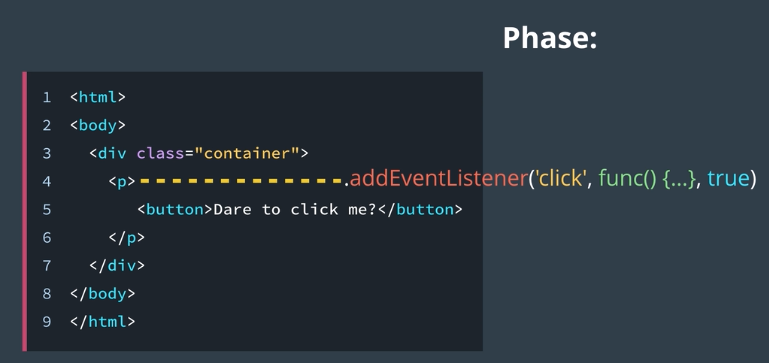 Phase:
1 <html>
2 <body>
3 <div class="container">
4 <p> .addEventListener('click', func() {...}, true)
5 <button>Dare to click me?</button>
6 </p>
7 </div>
8 </body>
9 </html>